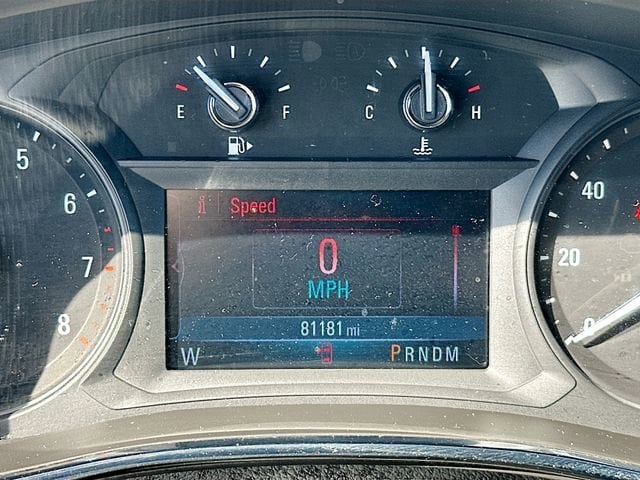 E F C H
5
6
7
8
i Speed
0
MPH
81181 mi
W PRNDM
40
20
0